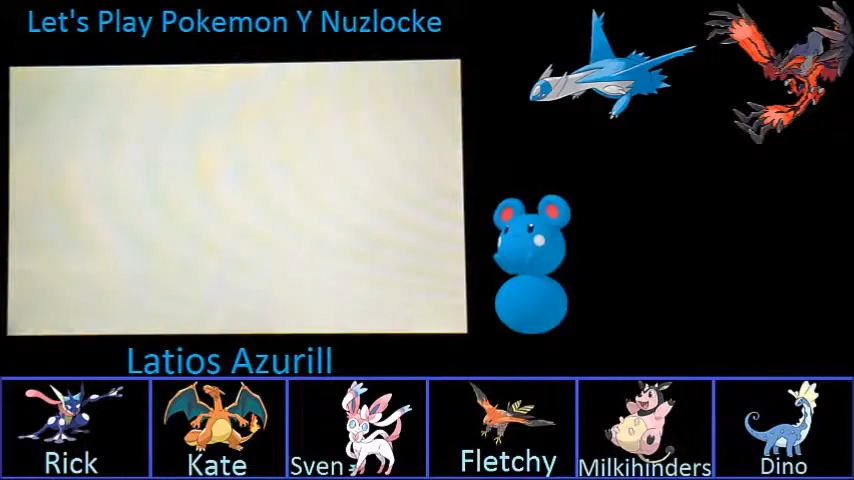 Let's Play Pokemon Y Nuzlocke
Latios Azurill
Rick
Kate
Sven
Fletchy
Milkihinders
Dino